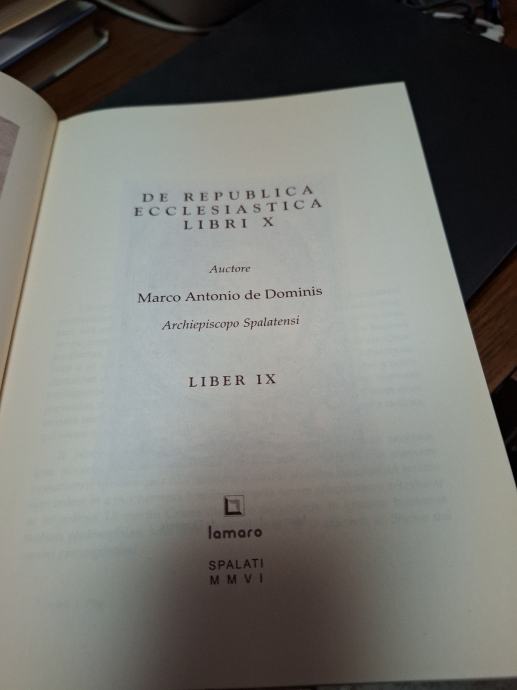 DE REPUBLICA
ECCLESIASTICA
LIBRI X
Auctore
Marco Antonio de Dominis
Archiepiscopo Spalatensi
LIBER IX
lamaro
SPALATI
MMVI